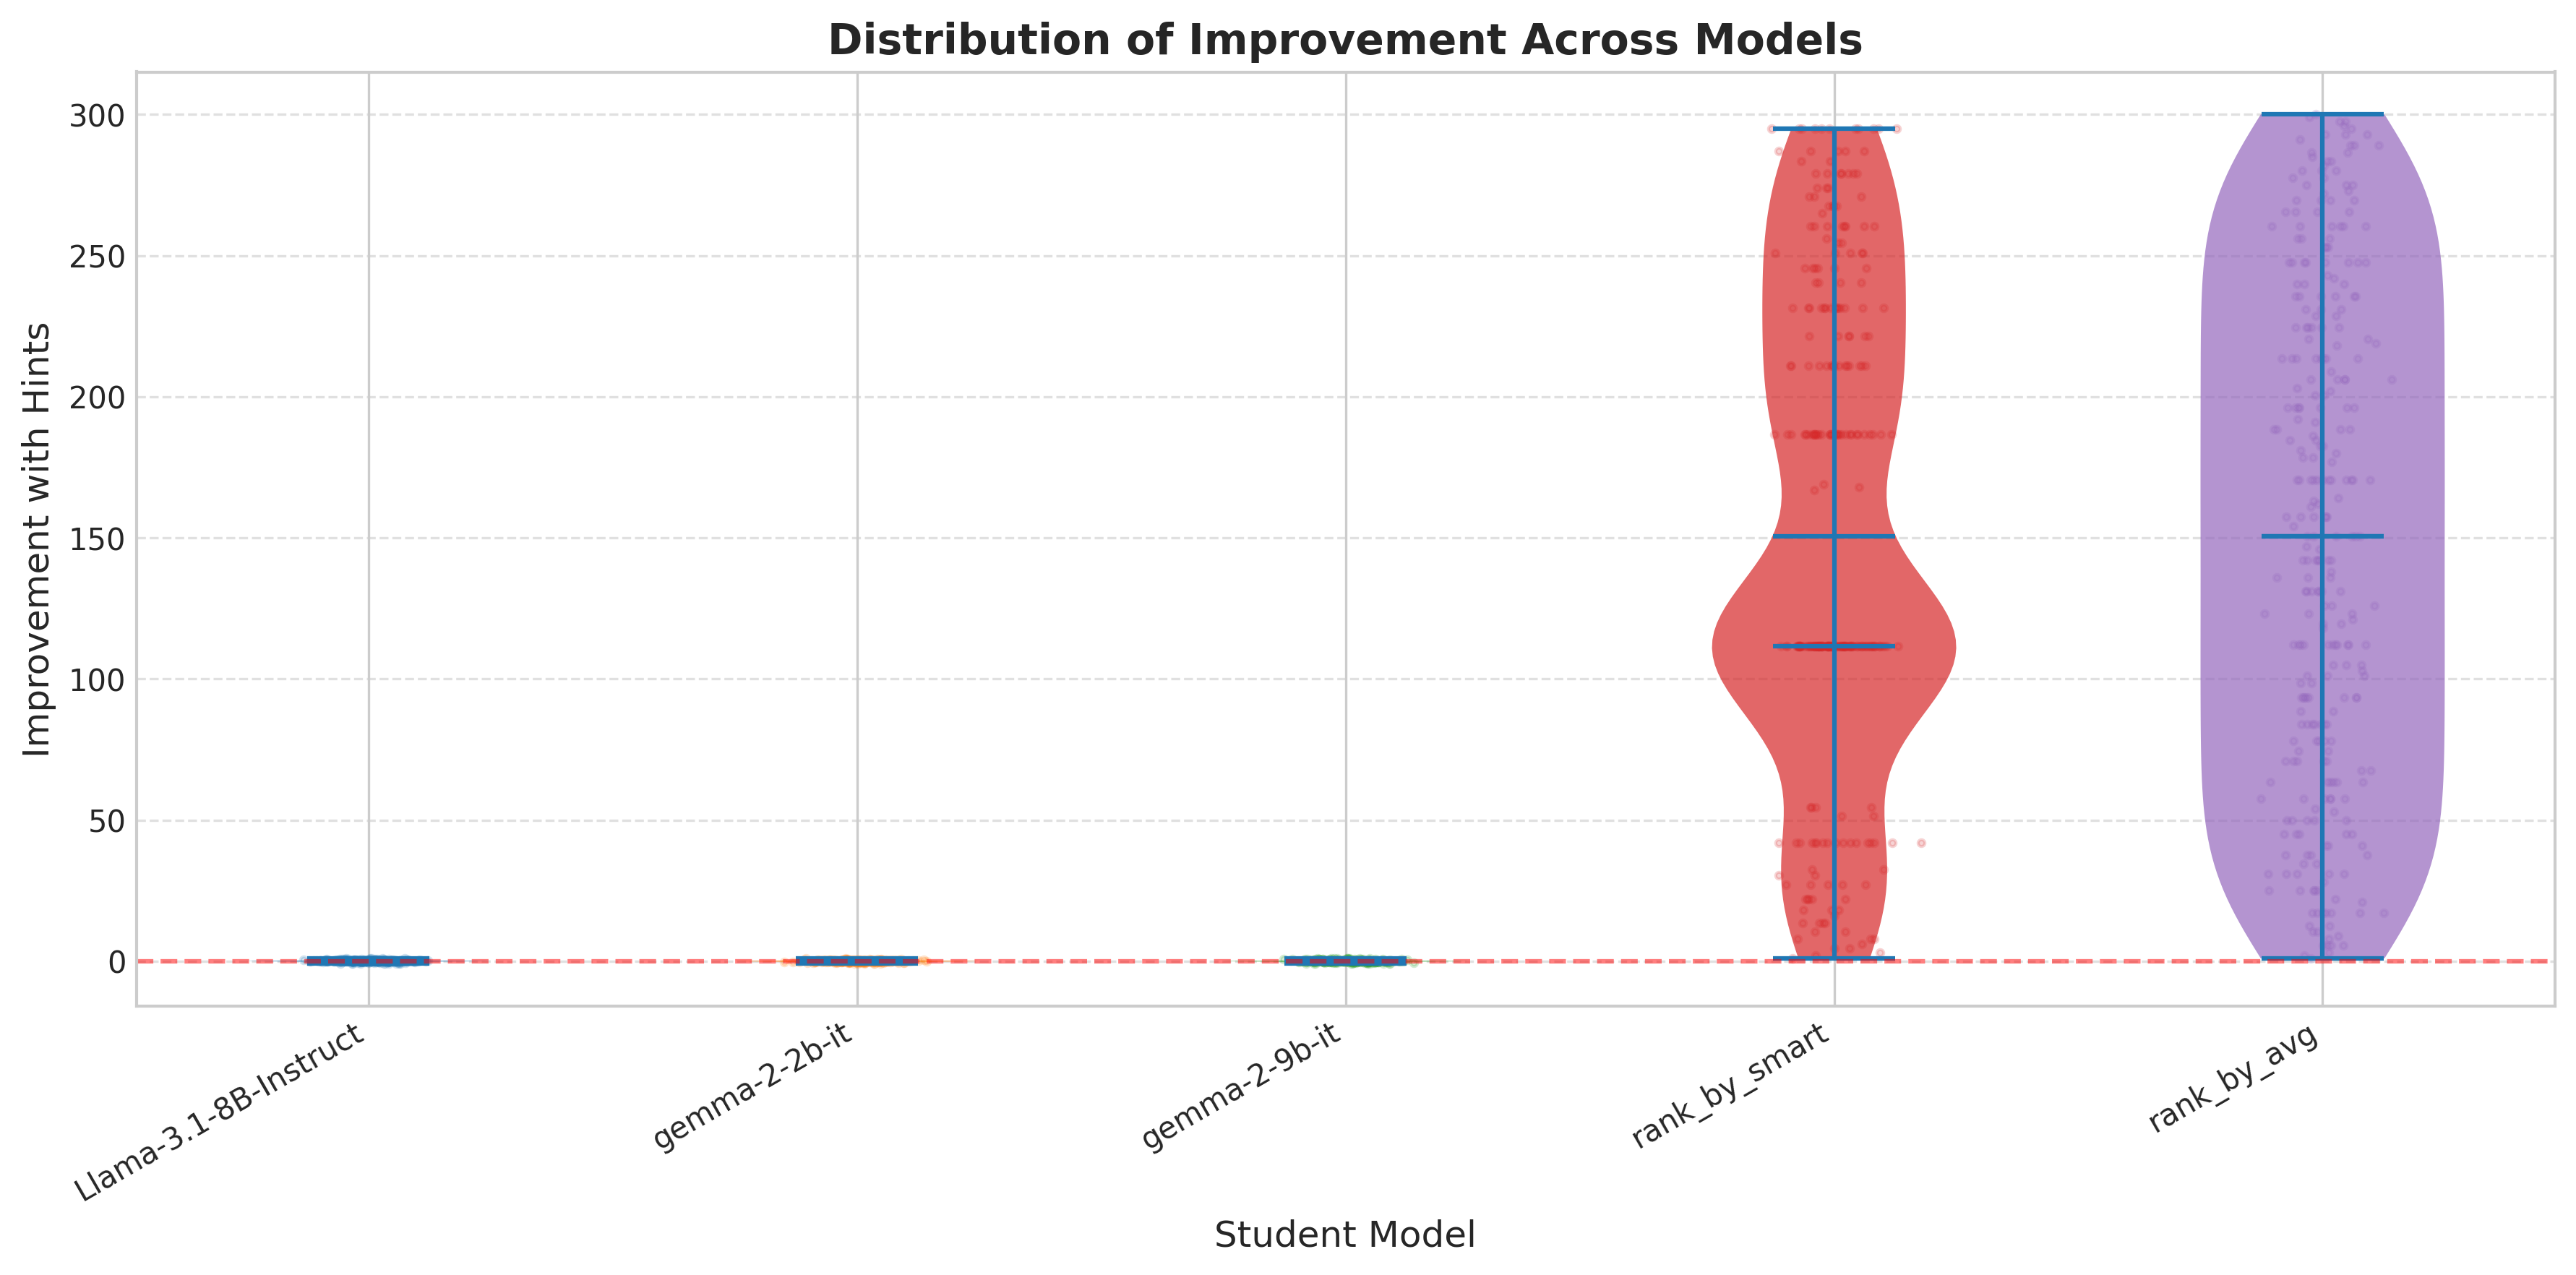 Distribution of Improvement Across Models
Improvement with Hints
300
250
200
150
100
50
0
Llama-3.1-8B-Instruct
gemma-2-2b-it
gemma-2-9b-it
rank_by_smart
rank_by_avg
Student Model